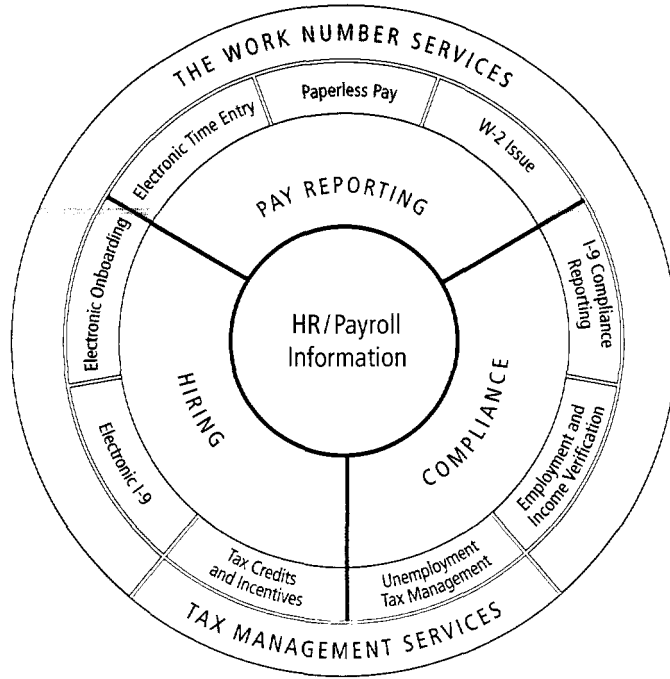 THE WORK NUMBER SERVICES
Paperless Pay
Electronic Time Entry
W-2 Issue
PAY REPORTING
Electronic Onboarding
I-9 Compliance
Reporting
HR/Payroll
Information
HIRING
COMPLIANCE
Electronic I-9
Employment and
Income Verification
Tax Credits
and Incentives
Unemployment
Tax Management
TAX MANAGEMENT SERVICES